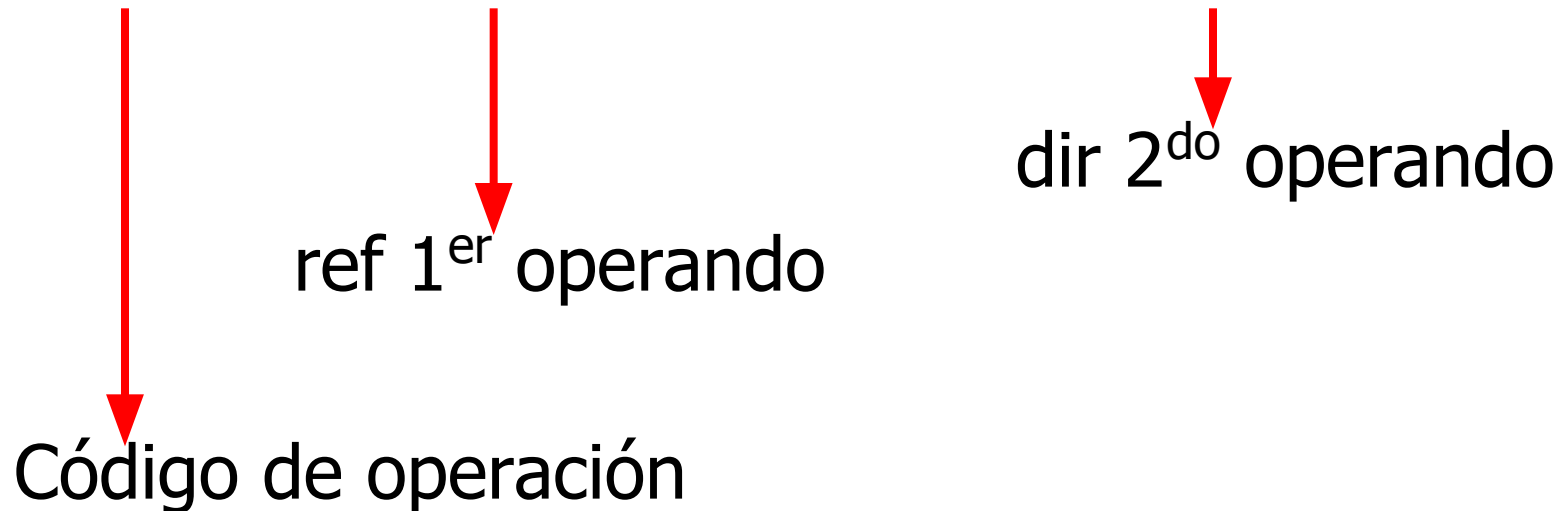 dir 2do operando
ref 1er operando
Código de operación